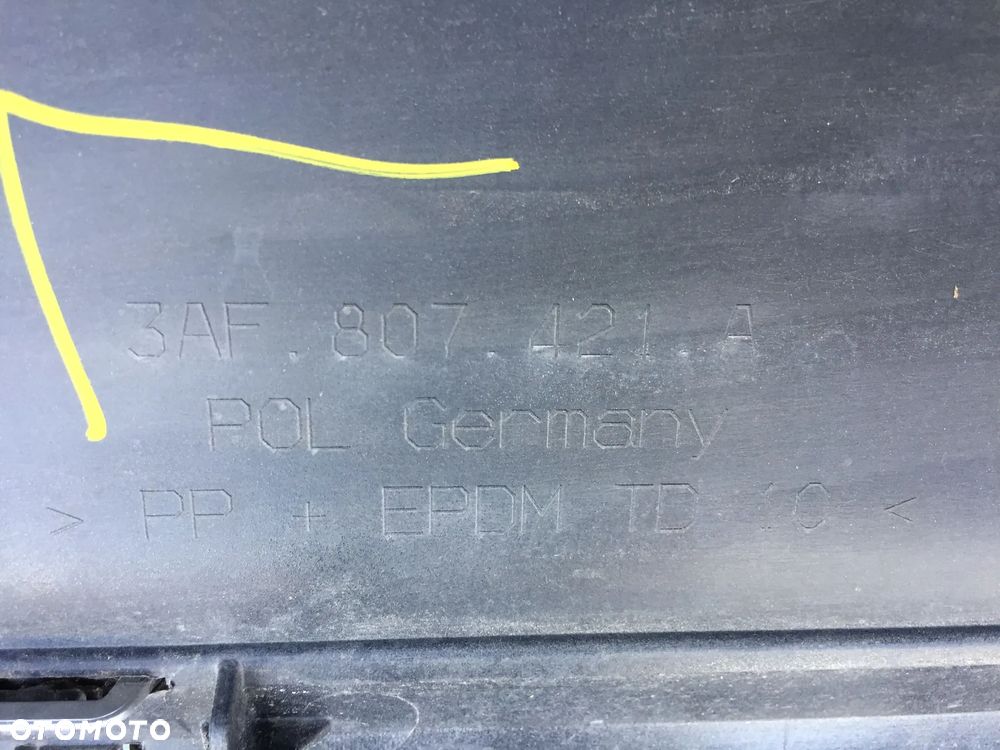 3AF.807.421.A
POL Germany
> PP + EPDM TD 10 <
OTOMOTO